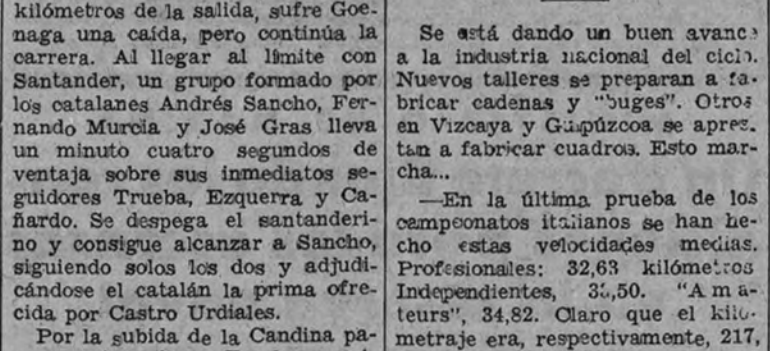 kilómetros de la salida, sufre Goe-
naga una caída, pero continúa la
carrera. Al llegar al límite con
Santander, un grupo formado por
los catalanes Andrés Sancho, Fer-
nando Murcia y José Gras lleva
un minuto cuatro segundos de
ventaja sobre sus inmediatos se-
guidores Trueba, Ezquerra y Ca-
ñardo. Se despega el santanderi-
no y consigue alcanzar a Sancho,
siguiendo solos los dos y adjudi-
cándose el catalán la prima ofre-
cida por Castro Urdiales.
Por la subida de la Candina pa-
Se está dando un buen avance
a la industria nacional del ciclo.
Nuevos talleres se preparan a fa-
bricar cadenas y "buges". Otros
en Vizcaya y Guipúzcoa se apres-
tan a fabricar cuadros. Esto mar-
cha...
—En la última prueba de los
campeonatos italianos se han he-
cho estas velocidades medias.
Profesionales: 32,63 kilómetros
Independientes, "Ama-
teurs", 34,82. Claro que el kilo-
metraje era, respectivamente, 217,